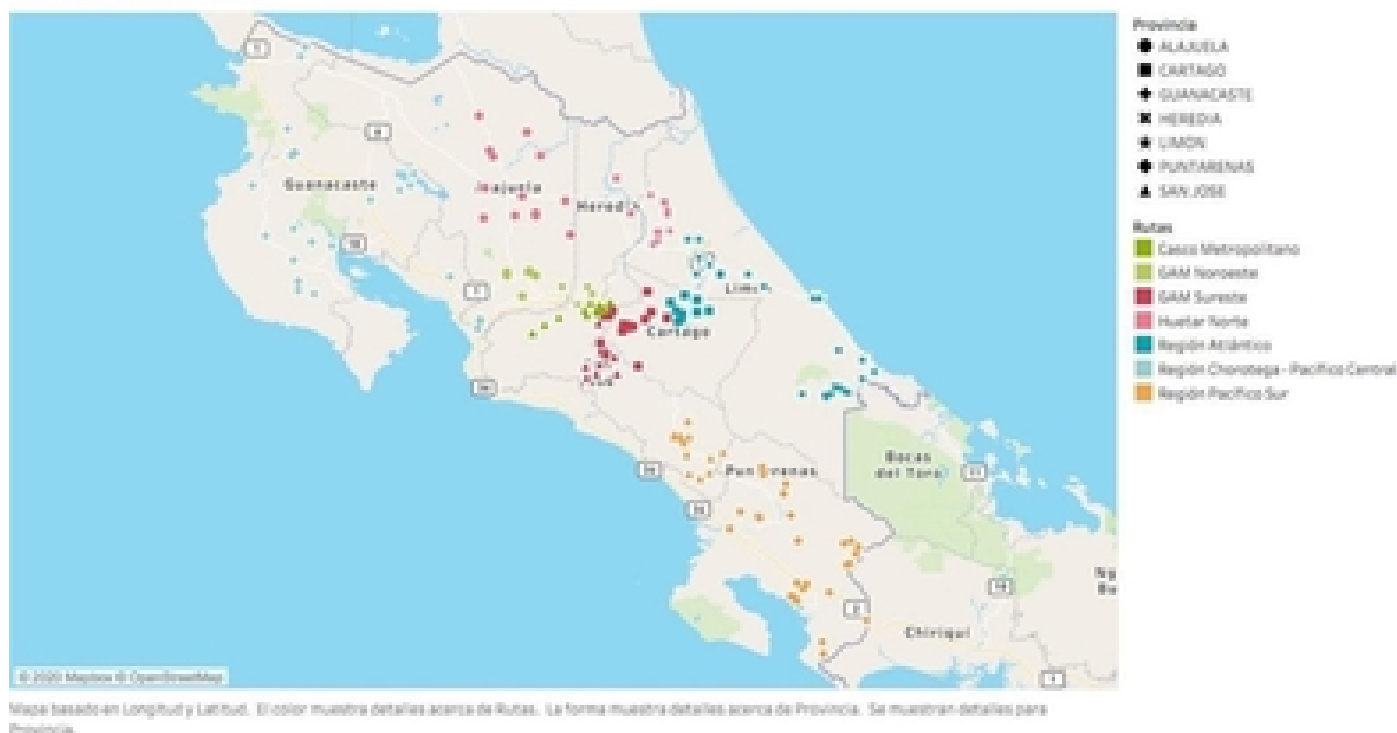 Provincia
ALAJUELA
CARTAGO
GUANACASTE
HEREDIA
LIMÓN
PUNTARENAS
SAN JOSE
Rutas
Casco Metropolitano
GAM Noroeste
GAM Sureste
Huetar Norte
Región Atlántico
Región Chorotega - Pacífico Central
Región Pacífico Sur
1
Guanacaste
Heredia
Cartago
Bocas
del Toro
Chiriquí
2
1
© 2020 Mapbox © OpenStreetMap
Mapa basado en Longitud y Latitud. El color muestra detalles acerca de Rutas. La forma muestra detalles acerca de Provincia. Se muestran detalles para
Provincia.